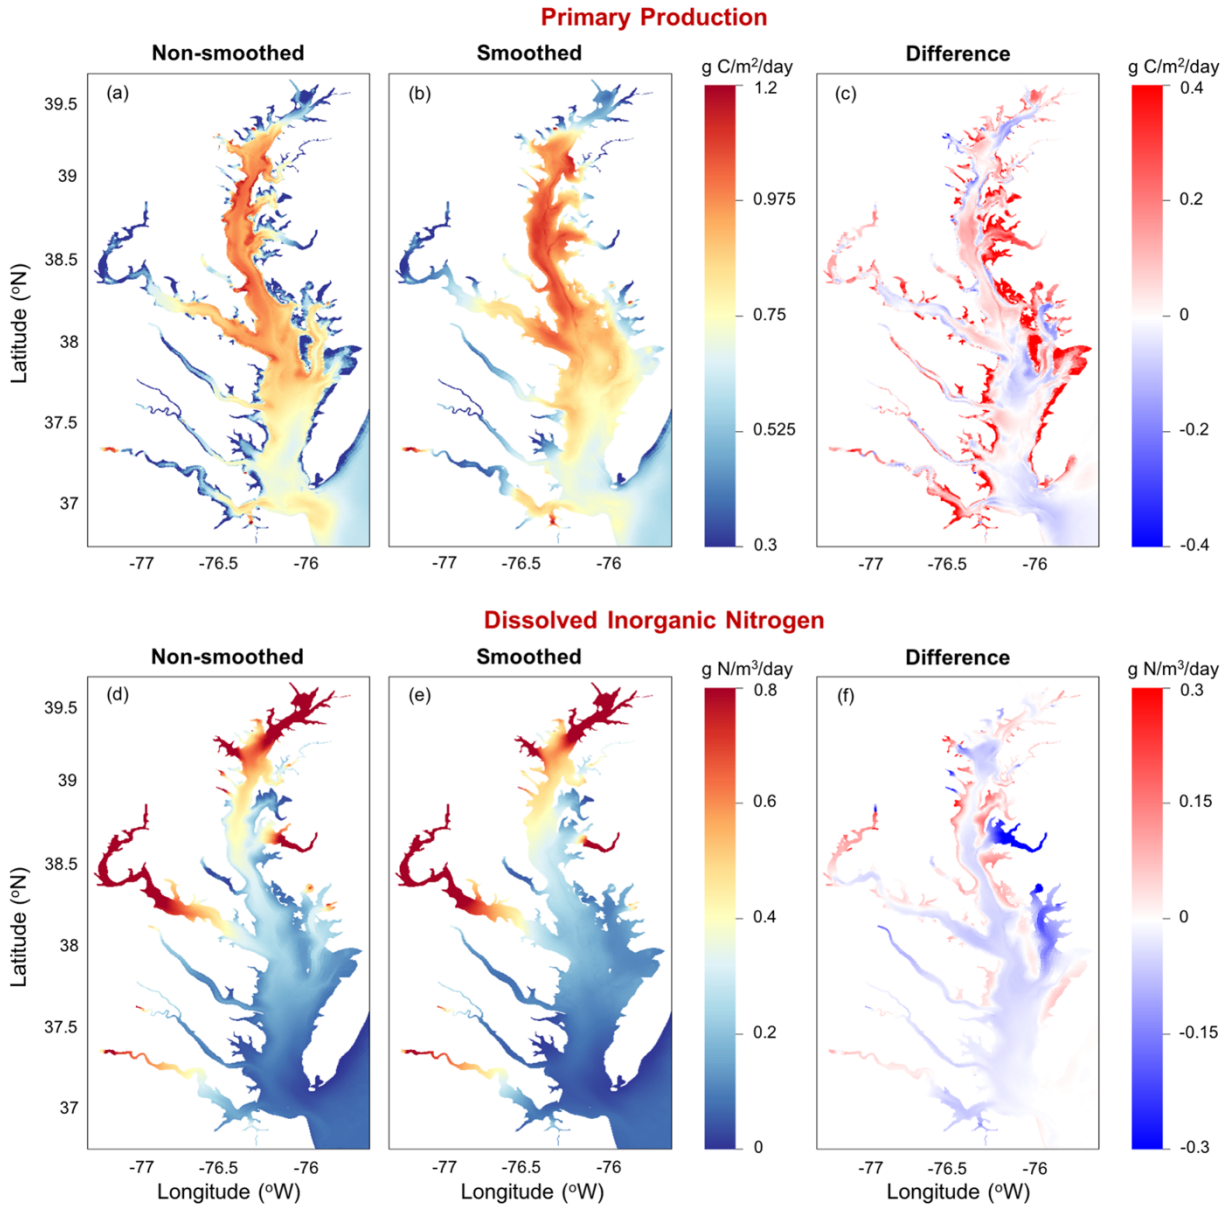 Primary Production
Non-smoothed
Smoothed
g C/m²/day
Difference
g C/m²/day
(a)
(b)
(c)
39.5
39
38.5
38
37.5
37
Latitude (ºN)
1.2
0.975
0.75
0.525
0.3
0.4
0.2
0
-0.2
-0.4
-77
-76.5
-76
-77
-76.5
-76
-77
-76.5
-76
Dissolved Inorganic Nitrogen
Non-smoothed
Smoothed
g N/m³/day
Difference
g N/m³/day
(d)
(e)
(f)
39.5
39
38.5
38
37.5
37
Latitude (ºN)
0.8
0.6
0.4
0.2
0
0.3
0.15
0
-0.15
-0.3
-77
-76.5
-76
-77
-76.5
-76
-77
-76.5
-76
Longitude (ºW)
Longitude (ºW)
Longitude (ºW)